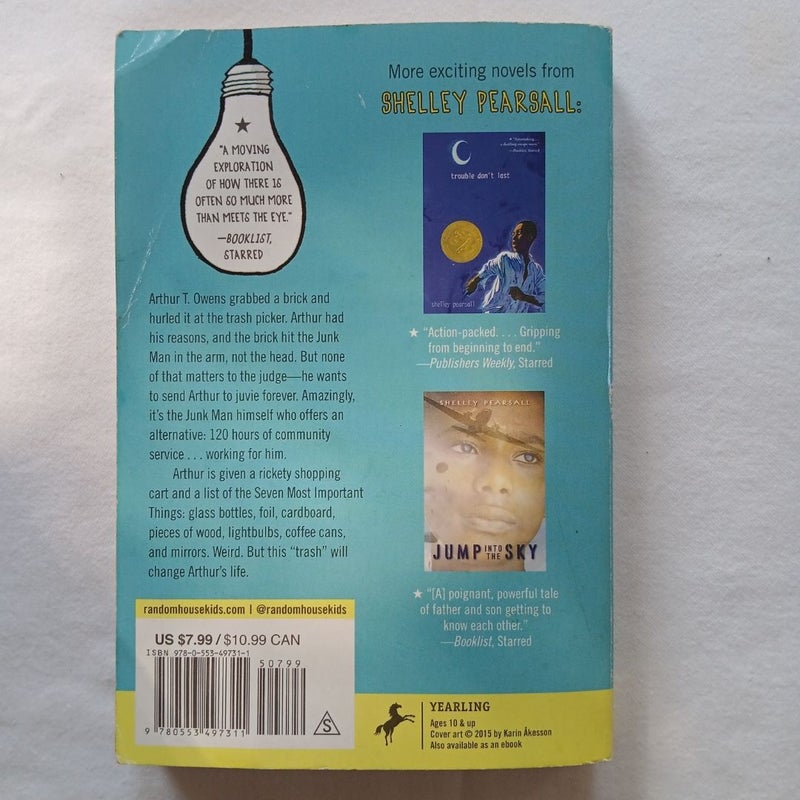 ★
"A MOVING
EXPLORATION
OF HOW THERE IS
OFTEN SO MUCH MORE
THAN MEETS THE EYE."
—BOOKLIST,
STARRED
Arthur T. Owens grabbed a brick and
hurled it at the trash picker. Arthur had
his reasons, and the brick hit the Junk
Man in the arm, not the head. But none
of that matters to the judge—he wants
to send Arthur to juvie forever. Amazingly,
it's the Junk Man himself who offers an
alternative: 120 hours of community
service . . . working for him.
Arthur is given a rickety shopping
cart and a list of the Seven Most Important
Things: glass bottles, foil, cardboard,
pieces of wood, lightbulbs, coffee cans,
and mirrors. Weird. But this "trash" will
change Arthur's life.
randomhousekids.com | @randomhousekids
US $7.99 / $10.99 CAN
ISBN 978-0-553-49731-1
50799
9 780553 497311
S
More exciting novels from
SHELLEY PEARSALL:
trouble don't last
shelley pearsall
★ "Action-packed. . . . Gripping
from beginning to end."
—Publishers Weekly, Starred
SHELLEY PEARSALL
JUMP INTO THE SKY
★ "[A] poignant, powerful tale
of father and son getting to
know each other."
—Booklist, Starred
YEARLING
Ages 10 & up
Cover art © 2015 by Karin Åkesson
Also available as an ebook